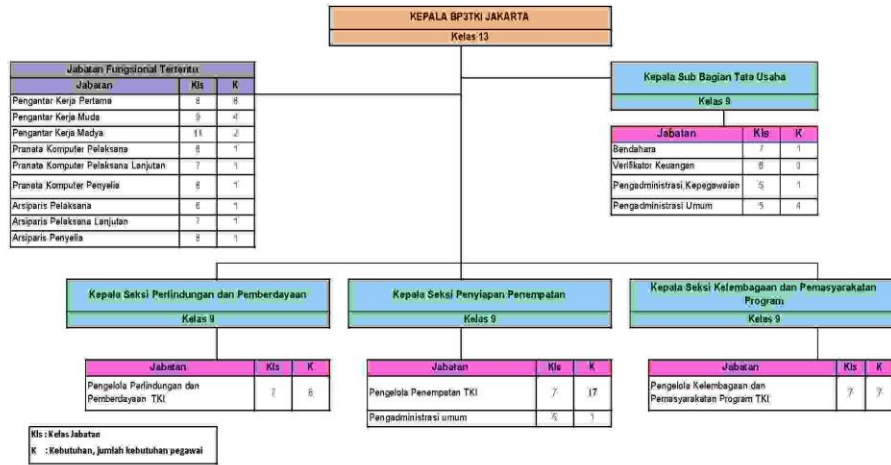 KEPALA BP3TKI JAKARTA
Kelas 13
Jabatan Fungsional Tertentu
Jabatan Kls K
Pengantar Kerja Pertama 8
Pengantar Kerja Muda 9 4
Pengantar Kerja Madya 11 2
Pranata Komputer Pelaksana 6 1
Pranata Komputer Pelaksana Lanjutan 7 1
Pranata Komputer Penyelia 1
Arsiparis Pelaksana 6 1
Arsiparis Pelaksana Lanjutan 7 1
Arsiparis Penyelia 8 1
Kepala Sub Bagian Tata Usaha
Kelas 9
Jabatan Kls K
Bendahara 7 1
Verifikator Keuangan 6
Pengadministrasi Kepegawaian 5 1
Pengadministrasi Umum 5 4
Kepala Seksi Perlindungan dan Pemberdayaan
Kelas 9
Jabatan Kls K
Pengelola Perlindungan dan
Pemberdayaan TKI 7
Kepala Seksi Penyiapan Penempatan
Kelas 9
Jabatan Kls K
Pengelola Penempatan TKI 7 17
Pengadministrasi umum 1
Kepala Seksi Kelembagaan dan Pemasyarakatan
Program
Kelas 9
Jabatan Kls K
Pengelola Kelembagaan dan
Pemasyarakatan Program TKI 7 7
Kls : Kelas Jabatan
K : Kebutuhan, jumlah kebutuhan pegawai